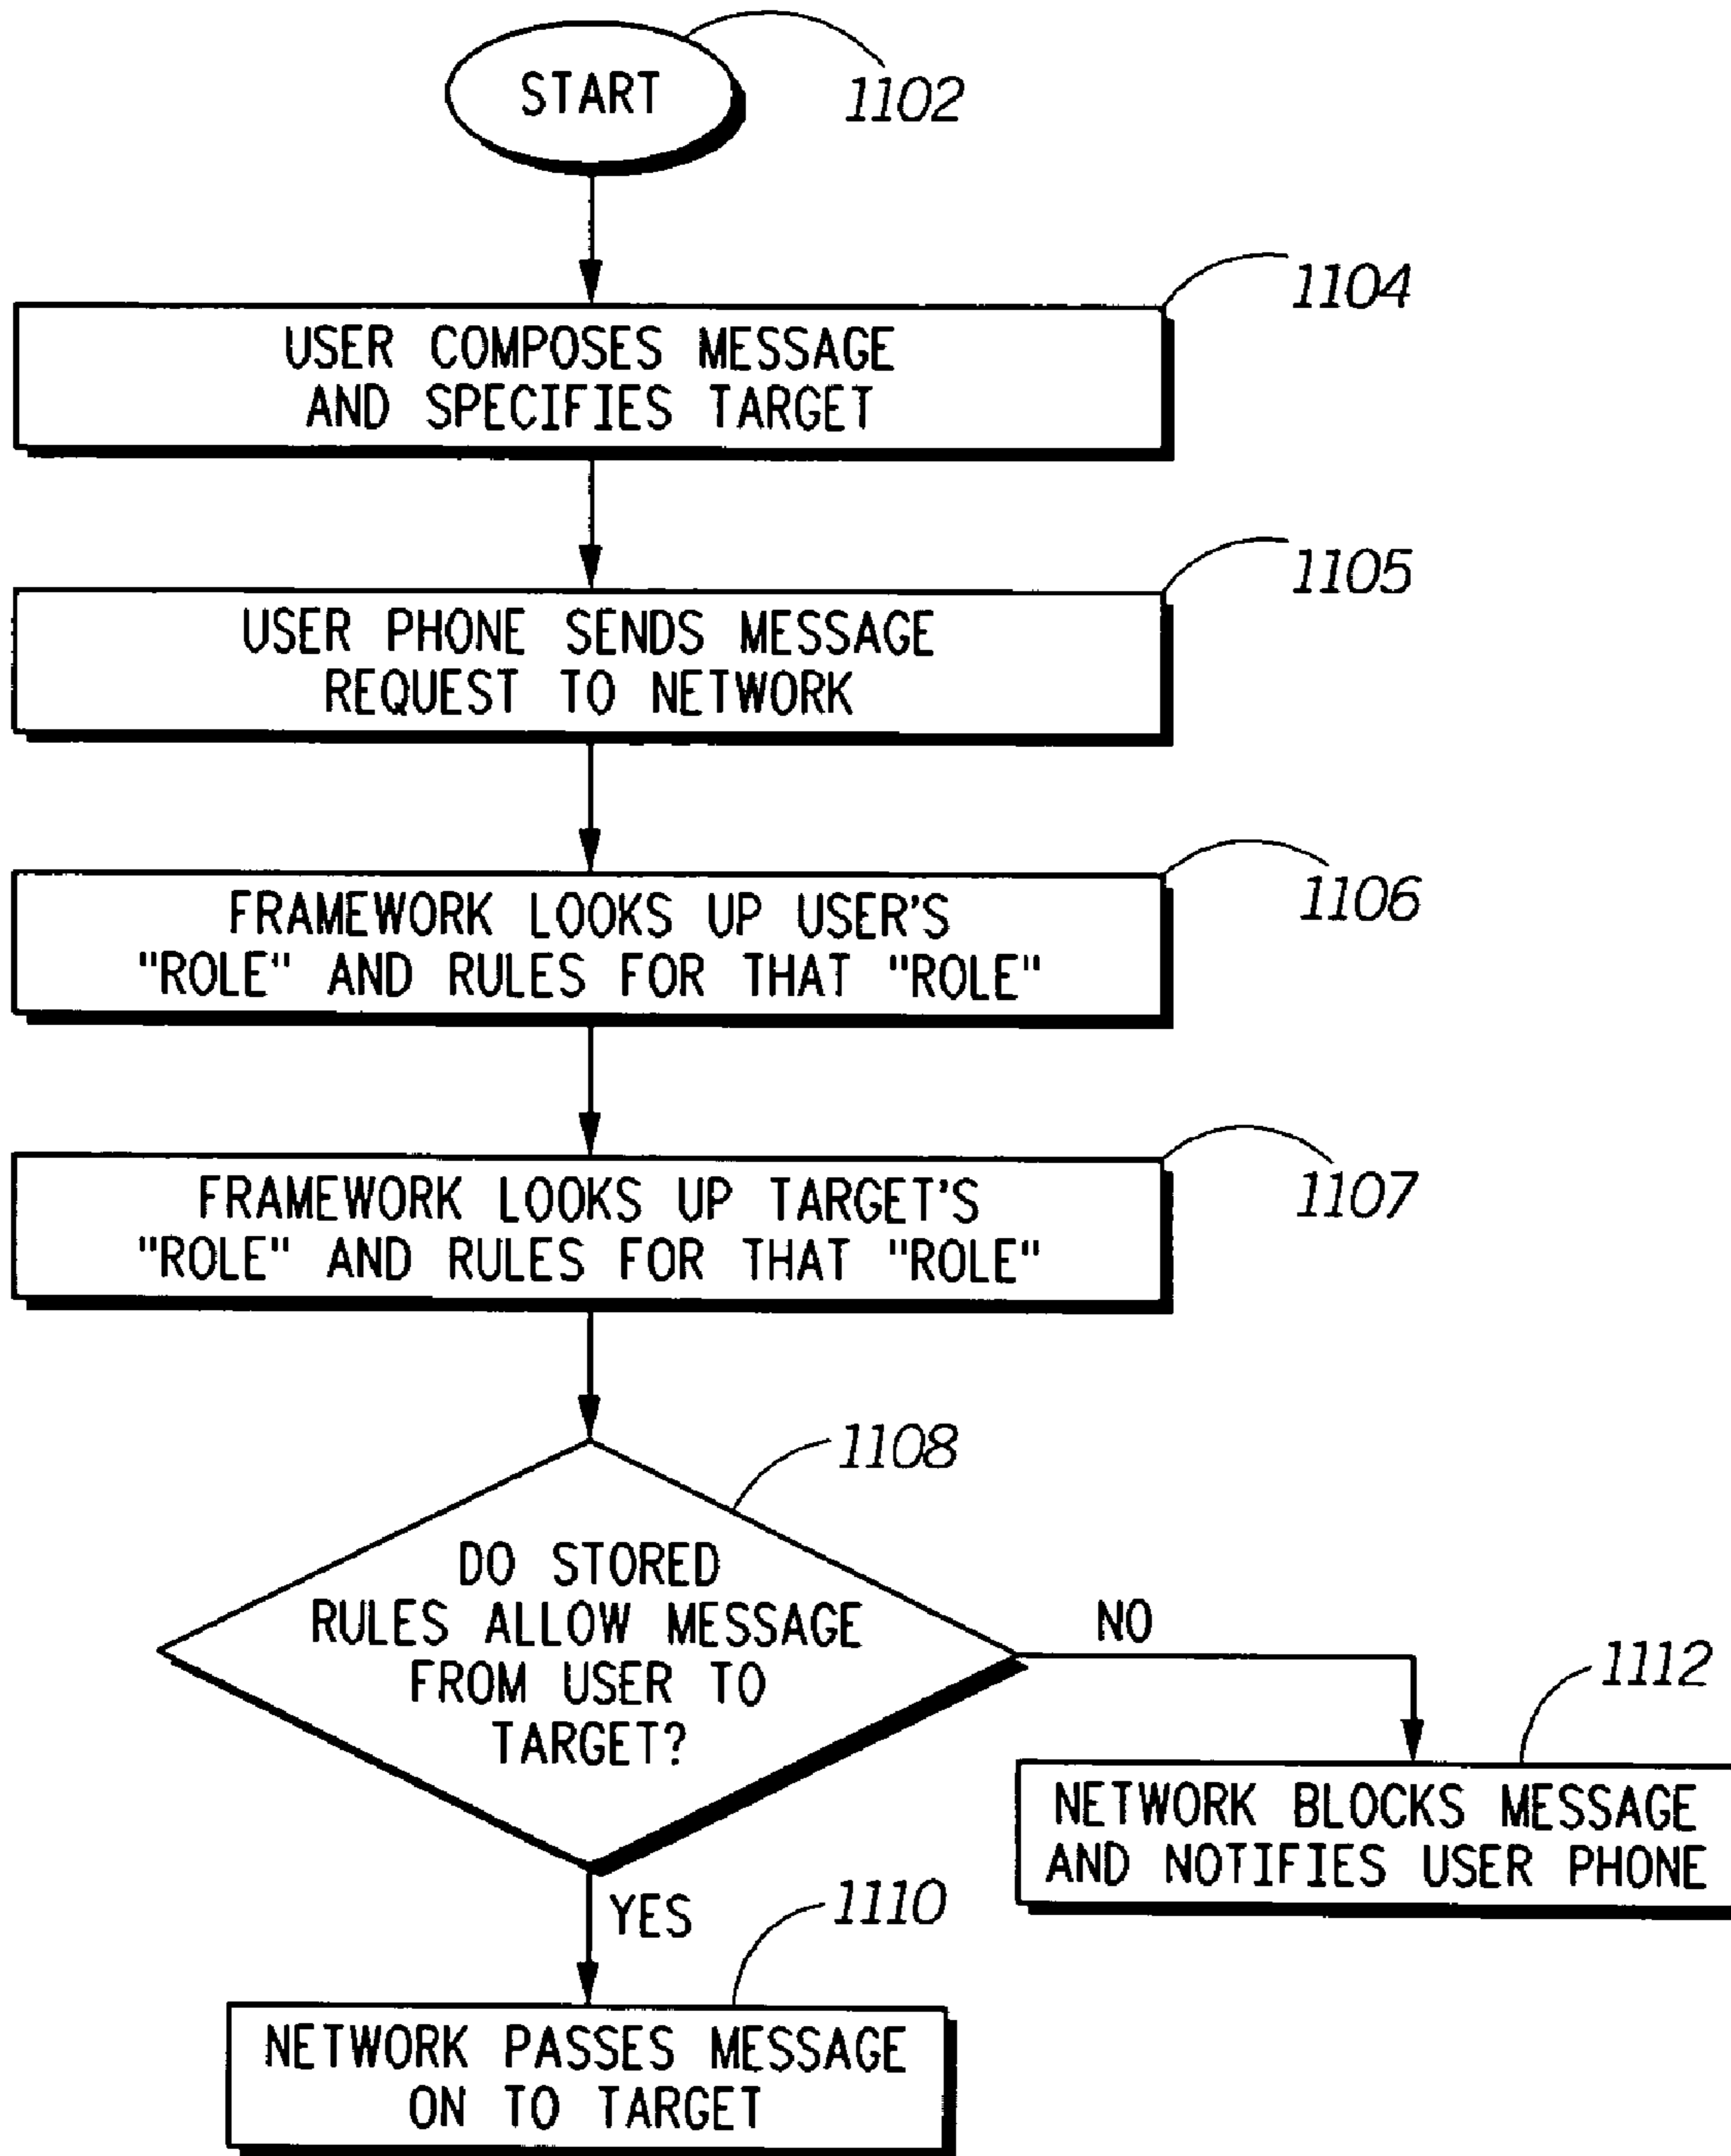 START
1102
1104
USER COMPOSES MESSAGE
AND SPECIFIES TARGET
1105
USER PHONE SENDS MESSAGE
REQUEST TO NETWORK
1106
FRAMEWORK LOOKS UP USER'S
"ROLE" AND RULES FOR THAT "ROLE"
1107
FRAMEWORK LOOKS UP TARGET'S
"ROLE" AND RULES FOR THAT "ROLE"
1108
DO STORED
RULES ALLOW MESSAGE
FROM USER TO
TARGET?
NO
1112
NETWORK BLOCKS MESSAGE
AND NOTIFIES USER PHONE
YES
1110
NETWORK PASSES MESSAGE
ON TO TARGET